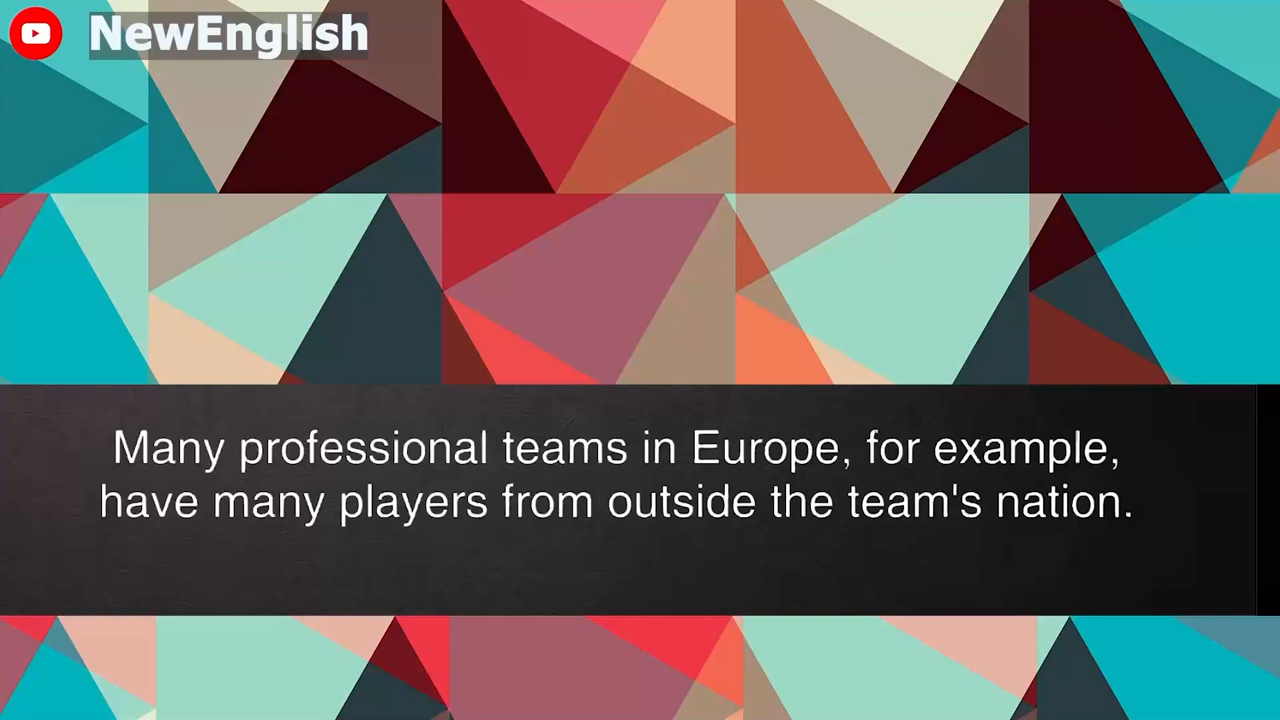 NewEnglish
Many professional teams in Europe, for example,
have many players from outside the team's nation.